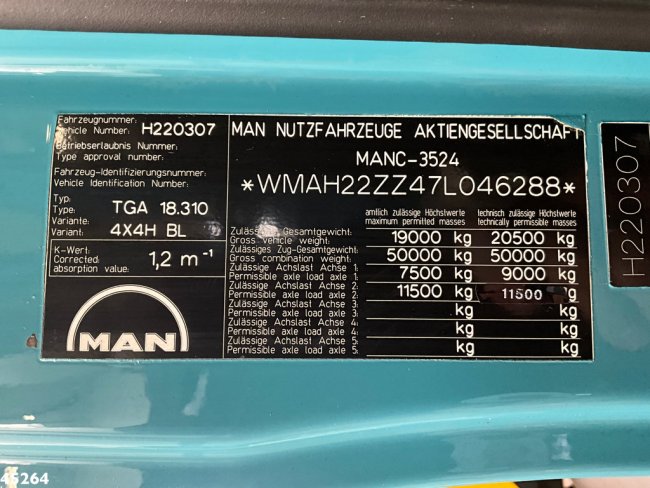 Fahrzeugnummer:
Vehicle Number: H220307
Betriebserlaubnis Nummer:
Type approval number:
Fahrzeug-Identifizierungsnummer:
Vehicle Identification Number:
Typ:
Type: TGA 18.310
Variante:
Variant: 4X4H BL
K-Wert:
Corrected absorption value: 1,2 m⁻¹
MAN
MAN NUTZFAHRZEUGE AKTIENGESELLSCHAFT
MANC-3524
*WMAH22ZZ47L046288*
amtlich zulässige Höchstwerte technisch zulässige Höchstwerte
maximum permitted masses technically permissible masses
Zulässiges Gesamtgewicht:
Gross vehicle weight: 19000 kg 20500 kg
Zulässiges Zug-Gesamtgewicht:
Gross combination weight: 50000 kg 50000 kg
Zulässige Achslast Achse 1:
Permissible axle load axle 1: 7500 kg 9000 kg
Zulässige Achslast Achse 2:
Permissible axle load axle 2: 11500 kg 11500 g
Zulässige Achslast Achse 3:
Permissible axle load axle 3: kg kg
Zulässige Achslast Achse 4:
Permissible axle load axle 4: kg kg
Zulässige Achslast Achse 5:
Permissible axle load axle 5: kg kg
H220307
45264